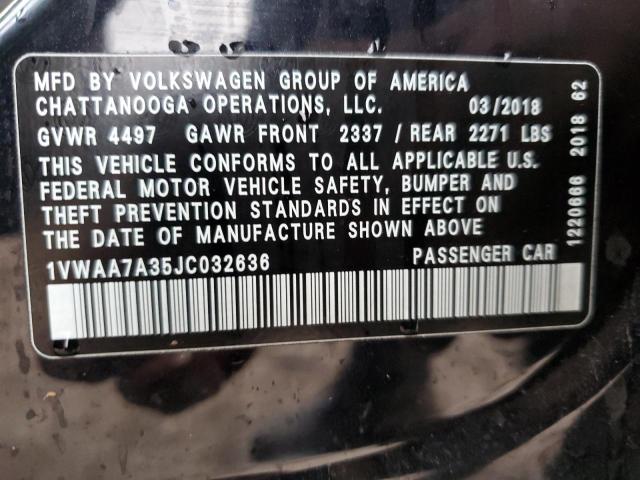 MFD BY VOLKSWAGEN GROUP OF AMERICA
CHATTANOOGA OPERATIONS, LLC. 03/2018
GVWR 4497 GAWR FRONT 2337 / REAR 2271 LBS
THIS VEHICLE CONFORMS TO ALL APPLICABLE U.S.
FEDERAL MOTOR VEHICLE SAFETY, BUMPER AND
THEFT PREVENTION STANDARDS IN EFFECT ON
THE DATE OF MANUFACTURE SHOWN ABOVE
1VWAA7A35JC032636 PASSENGER CAR
1220666 2018 62